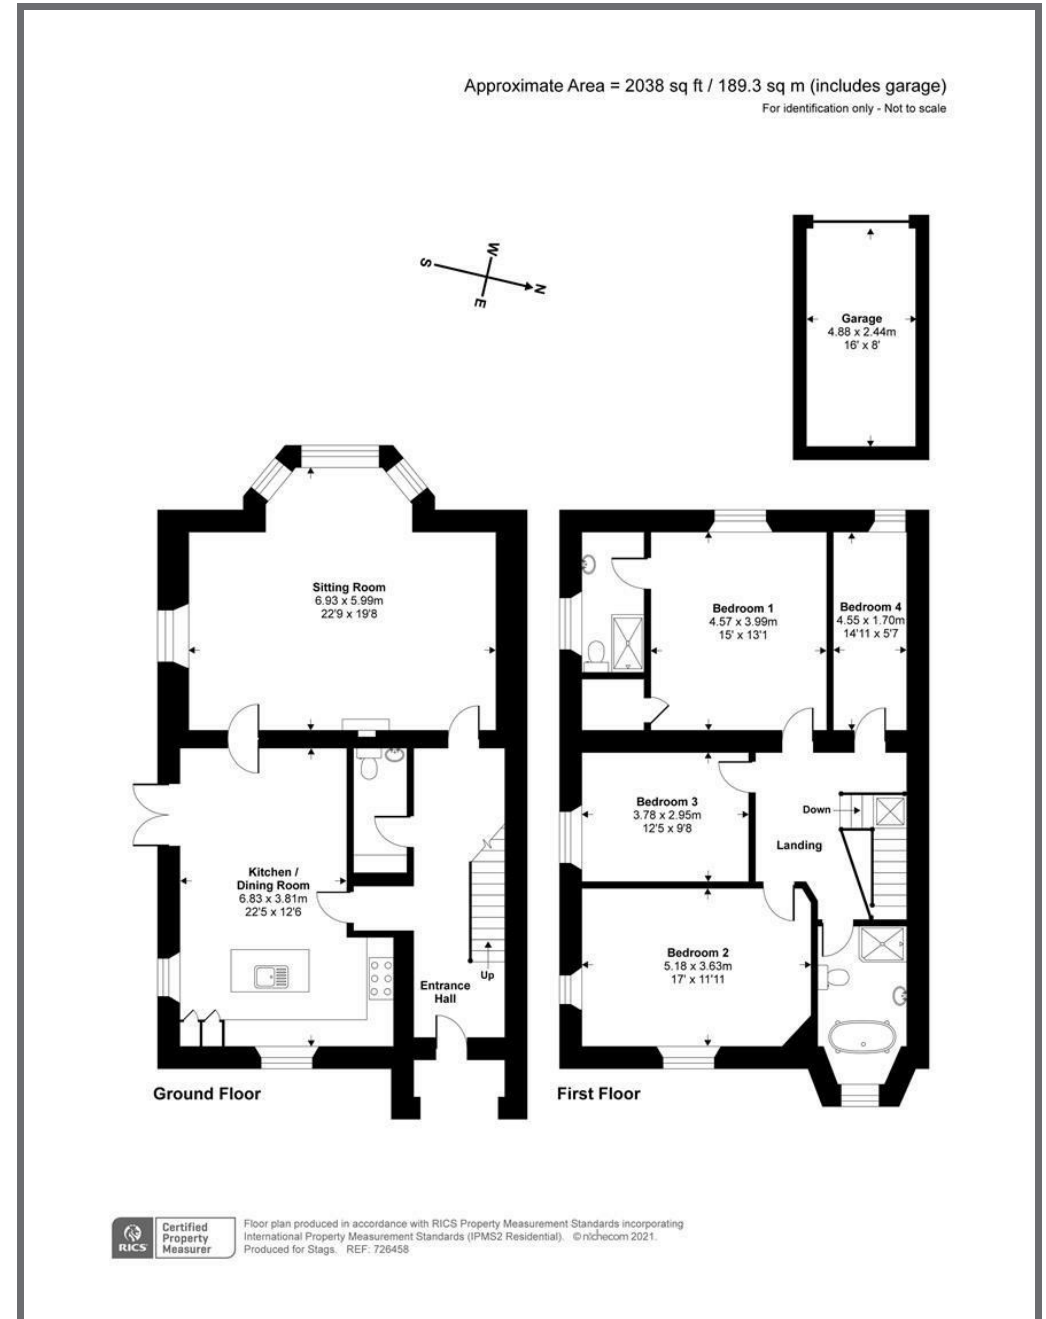 Approximate Area = 2038 sq ft / 189.3 sq m (includes garage)
For identification only - Not to scale
W
S
N
E
Garage
4.88 x 2.44m
16' x 8'
Sitting Room
6.93 x 5.99m
22'9 x 19'8
Bedroom 1
4.57 x 3.99m
15' x 13'1
Bedroom 4
4.55 x 1.70m
14'11 x 5'7
Bedroom 3
3.78 x 2.95m
12'5 x 9'8
Down
Landing
Kitchen /
Dining Room
6.83 x 3.81m
22'5 x 12'6
Bedroom 2
5.18 x 3.63m
17' x 11'11
Up
Entrance
Hall
Ground Floor
First Floor
RICS
Certified
Property
Measurer
Floor plan produced in accordance with RICS Property Measurement Standards incorporating
International Property Measurement Standards (IPMS2 Residential). © nichecom 2021.
Produced for Stags. REF: 726458